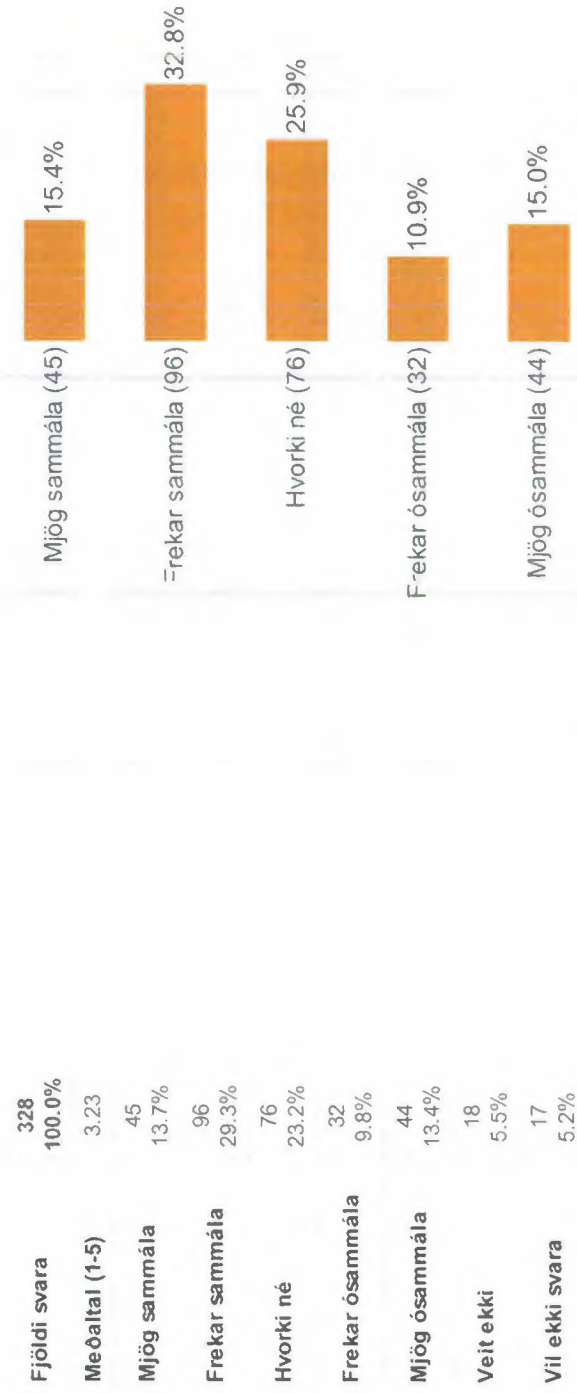 Fjöldi svara 328
100.0%
Meðaltal (1-5) 3.23
Mjög sammála 45
13.7%
Frekar sammála 96
29.3%
Hvorki né 76
23.2%
Frekar ósammála 32
9.8%
Mjög ósammála 44
13.4%
Veit ekki 18
5.5%
Vil ekki svara 17
5.2%
Mjög sammála (45) 15.4%
Frekar sammála (96) 32.8%
Hvorki né (76) 25.9%
Frekar ósammála (32) 10.9%
Mjög ósammála (44) 15.0%